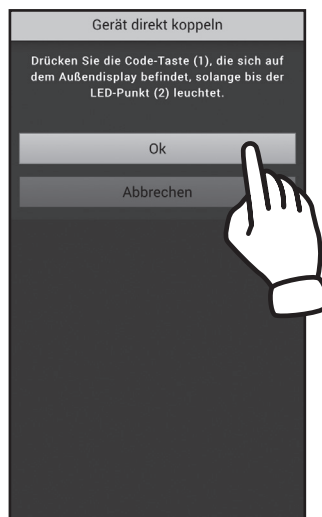 Gerät direkt koppeln
Drücken Sie die Code-Taste (1), die sich auf
dem Außendisplay befindet, solange bis der
LED-Punkt (2) leuchtet.
Ok
Abbrechen